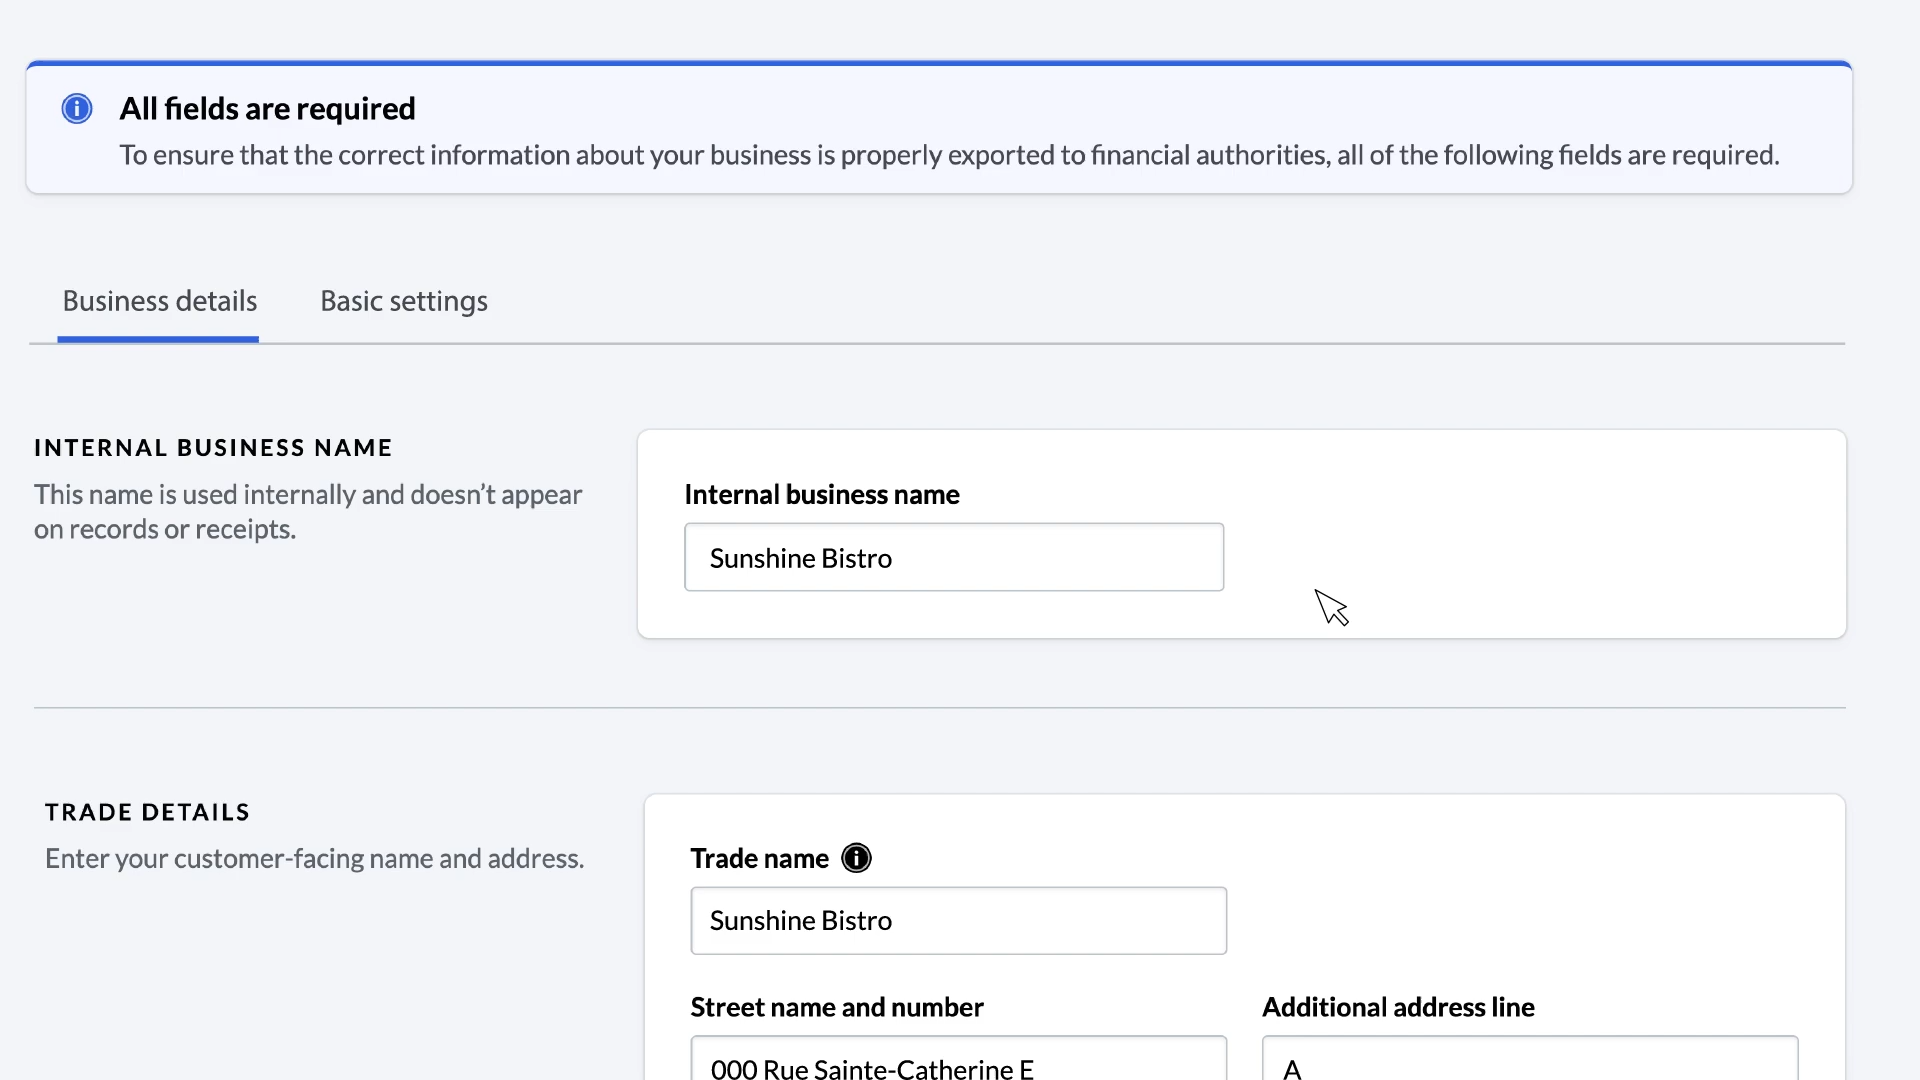 All fields are required
To ensure that the correct information about your business is properly exported to financial authorities, all of the following fields are required.
Business details
Basic settings
INTERNAL BUSINESS NAME
This name is used internally and doesn’t appear
on records or receipts.
Internal business name
Sunshine Bistro
TRADE DETAILS
Enter your customer-facing name and address.
Trade name
Sunshine Bistro
Street name and number
Additional address line
000 Rue Sainte-Catherine E
A